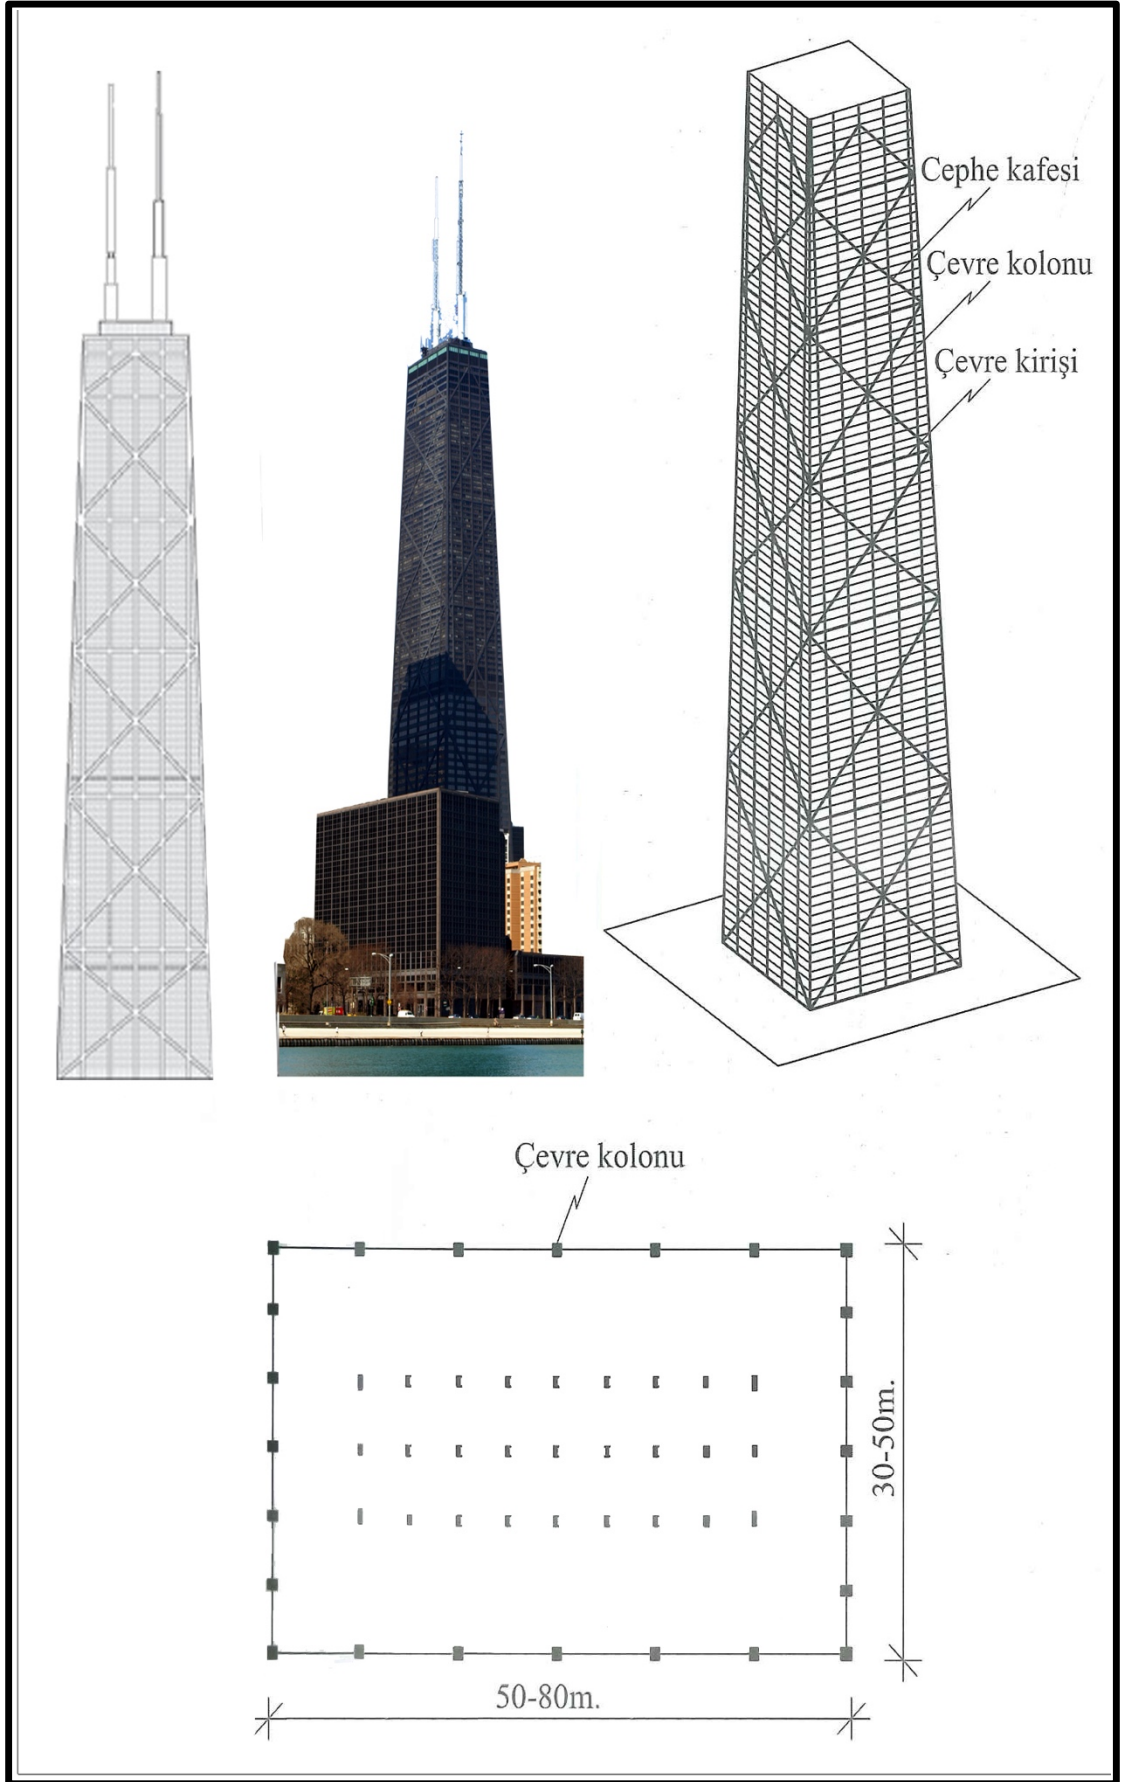 Cephe kafesi
Çevre kolonu
Çevre kirişi
Çevre kolonu
30-50m.
50-80m.